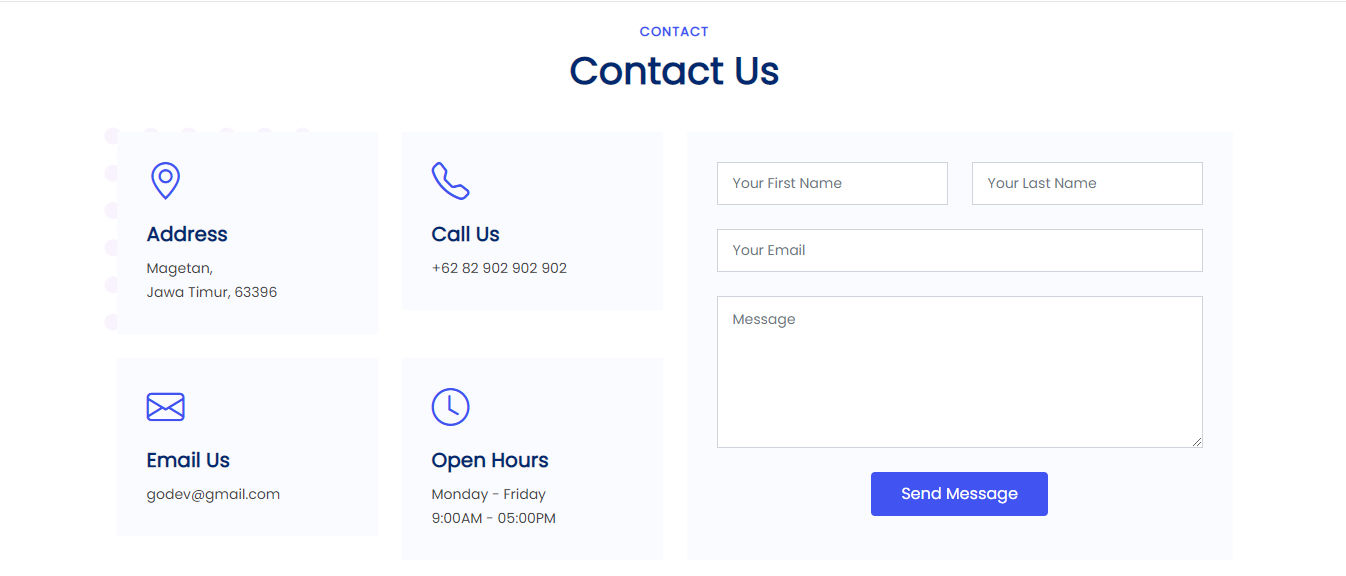 CONTACT
Contact Us
Address
Magetan,
Jawa Timur, 63396
Call Us
+62 82 902 902 902
Email Us
godev@gmail.com
Open Hours
Monday - Friday
9:00AM - 05:00PM
Your First Name
Your Last Name
Your Email
Message
Send Message